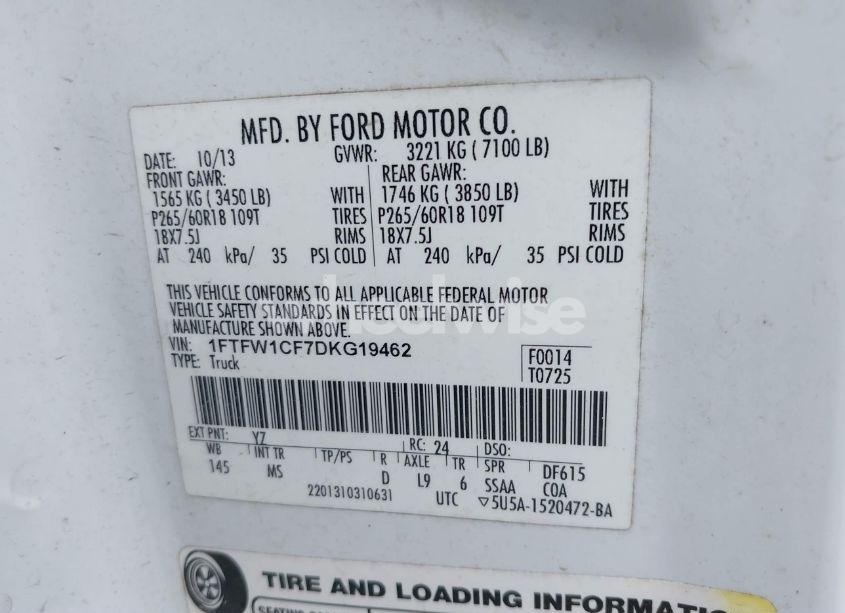 MFD. BY FORD MOTOR CO.
DATE: 10/13 GVWR: 3221 KG ( 7100 LB)
FRONT GAWR: REAR GAWR:
1565 KG ( 3450 LB) WITH 1746 KG ( 3850 LB) WITH
P265/60R18 109T TIRES P265/60R18 109T TIRES
18X7.5J RIMS 18X7.5J RIMS
AT 240 kPa/ 35 PSI COLD AT 240 kPa/ 35 PSI COLD
THIS VEHICLE CONFORMS TO ALL APPLICABLE FEDERAL MOTOR
VEHICLE SAFETY STANDARDS IN EFFECT ON THE DATE OF
MANUFACTURE SHOWN ABOVE.
VIN: 1FTFW1CF7DKG19462
TYPE: Truck
F0014
T0725
EXT PNT: YZ RC: 24 DSO:
WB INT TR TP/PS R AXLE TR SPR DF615
145 MS D L9 6 SSAA COA
2201310310631 UTC ▽5U5A-1520472-BA
TIRE AND LOADING INFORMATIO